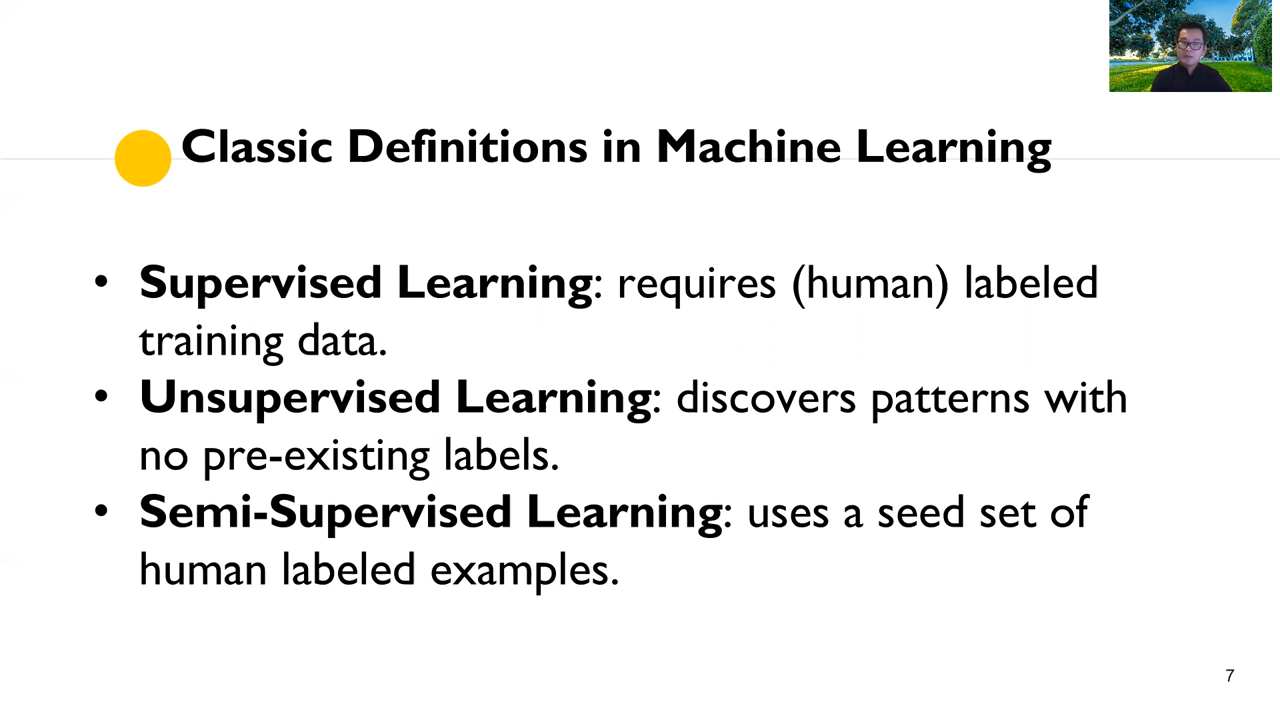 Classic Definitions in Machine Learning
• Supervised Learning: requires (human) labeled
training data.
• Unsupervised Learning: discovers patterns with
no pre-existing labels.
• Semi-Supervised Learning: uses a seed set of
human labeled examples.
7